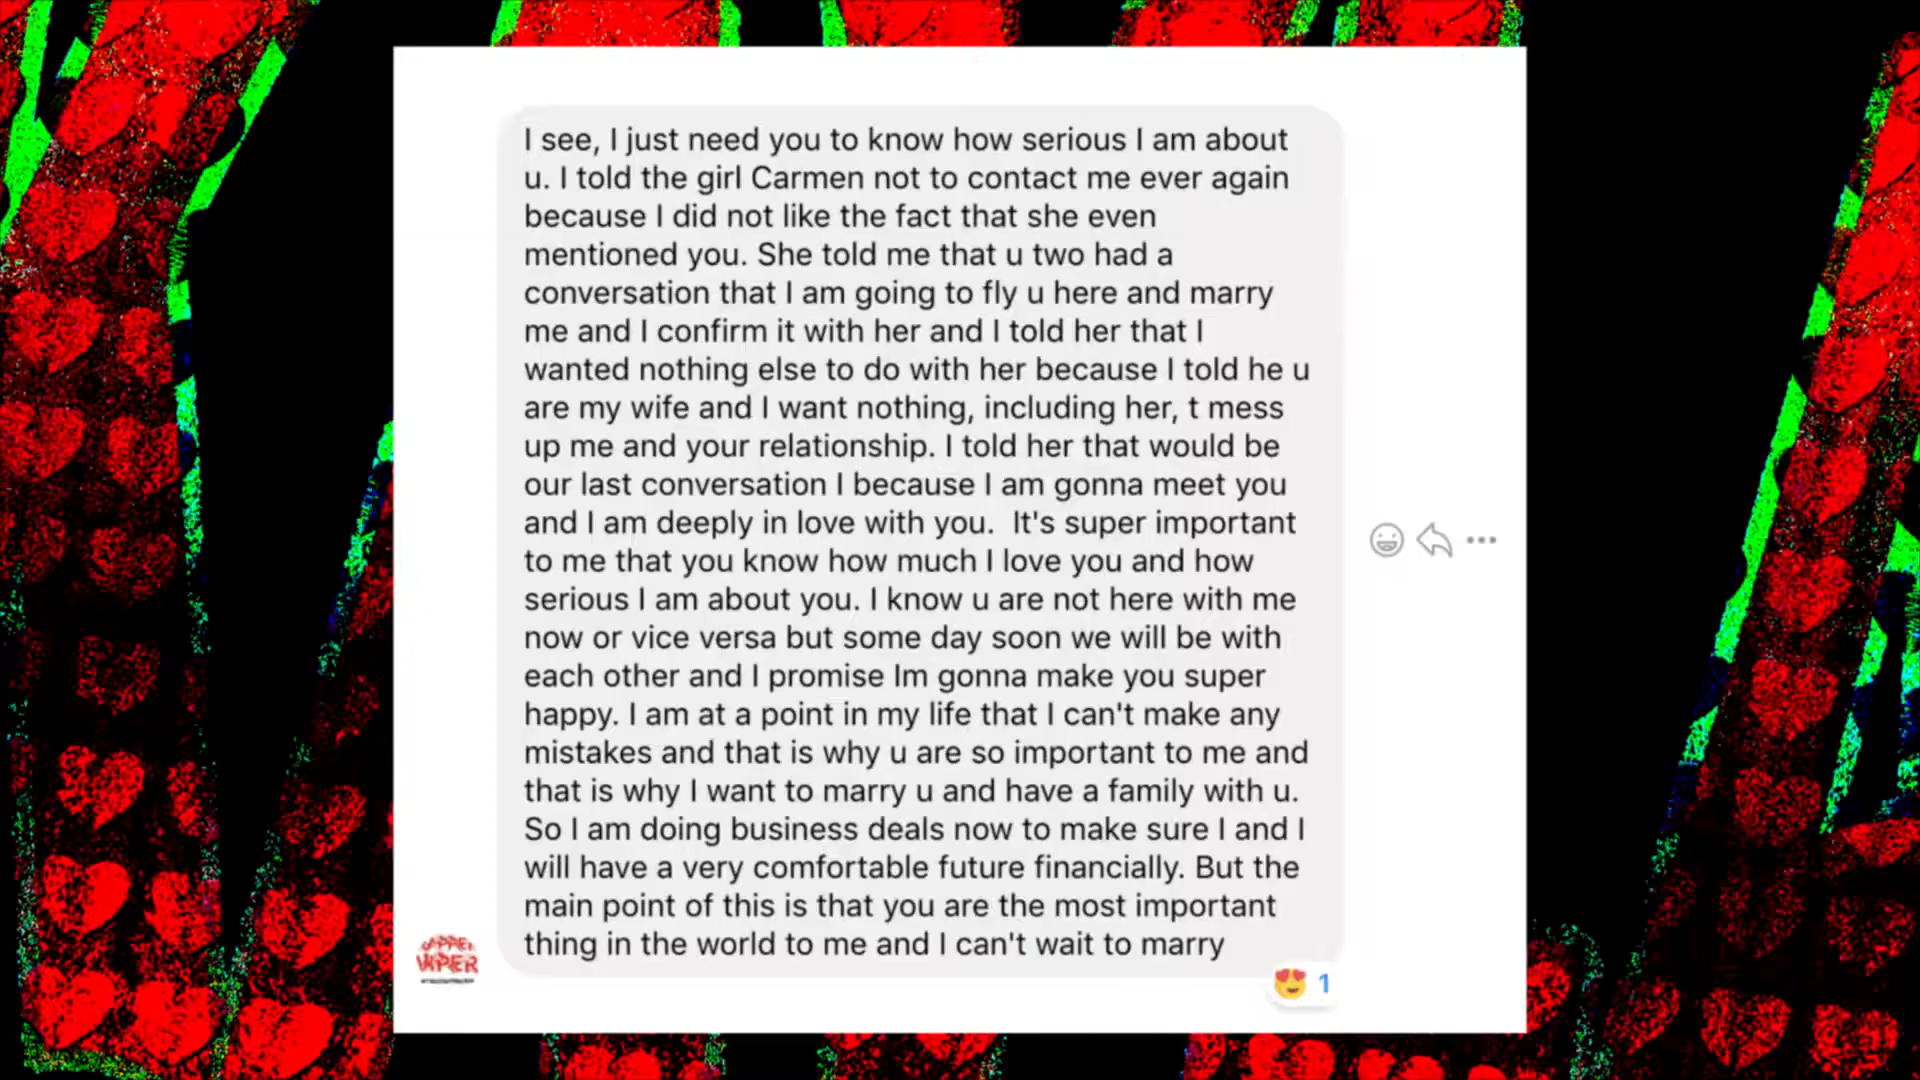 I see, I just need you to know how serious I am about
u. I told the girl Carmen not to contact me ever again
because I did not like the fact that she even
mentioned you. She told me that u two had a
conversation that I am going to fly u here and marry
me and I confirm it with her and I told her that I
wanted nothing else to do with her because I told he u
are my wife and I want nothing, including her, t mess
up me and your relationship. I told her that would be
our last conversation I because I am gonna meet you
and I am deeply in love with you.  It's super important
to me that you know how much I love you and how
serious I am about you. I know u are not here with me
now or vice versa but some day soon we will be with
each other and I promise Im gonna make you super
happy. I am at a point in my life that I can't make any
mistakes and that is why u are so important to me and
that is why I want to marry u and have a family with u.
So I am doing business deals now to make sure I and I
will have a very comfortable future financially. But the
main point of this is that you are the most important
thing in the world to me and I can't wait to marry
1